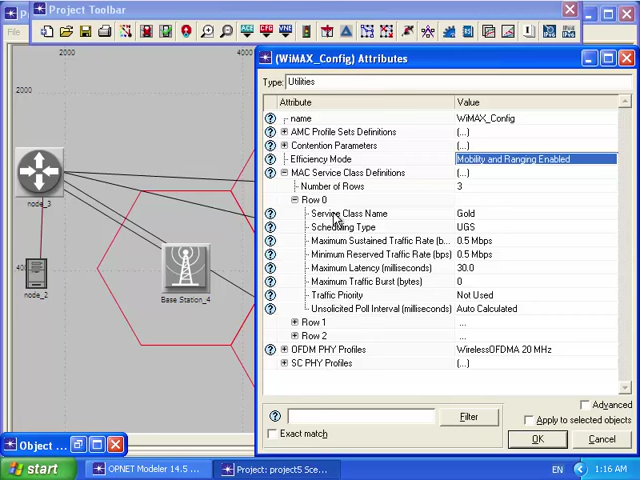 Project Toolbar
File
2000
4000
2000
4000
node_3
node_2
Base Station_4
(WiMAX_Config) Attributes
Type: Utilities
Attribute Value
name WiMAX_Config
AMC Profile Sets Definitions (...)
Contention Parameters (...)
Efficiency Mode Mobility and Ranging Enabled
MAC Service Class Definitions (...)
Number of Rows 3
Row 0
Service Class Name Gold
Scheduling Type UGS
Maximum Sustained Traffic Rate (b... 0.5 Mbps
Minimum Reserved Traffic Rate (bps) 0.5 Mbps
Maximum Latency (milliseconds) 30.0
Maximum Traffic Burst (bytes) 0
Traffic Priority Not Used
Unsolicited Poll Interval (milliseconds) Auto Calculated
Row 1 ...
Row 2 ...
OFDM PHY Profiles WirelessOFDMA 20 MHz
SC PHY Profiles (...)
Advanced
Filter
Apply to selected objects
Exact match
OK Cancel
Object ...
start
OPNET Modeler 14.5 ...
Project: project5 Sce...
EN
1:16 AM